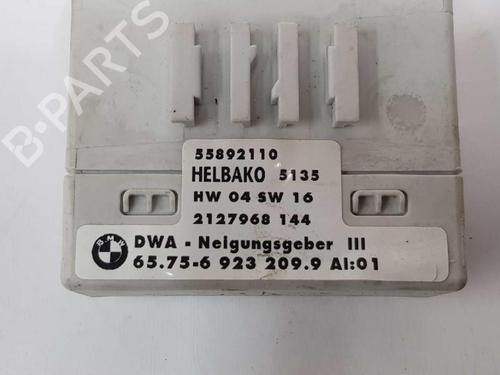 B-PARTS
55892110
HELBAKO 5135
HW 04 SW 16
2127968 144
BMW
DWA - Neigungsgeber III
65.75-6 923 209.9 AI:01